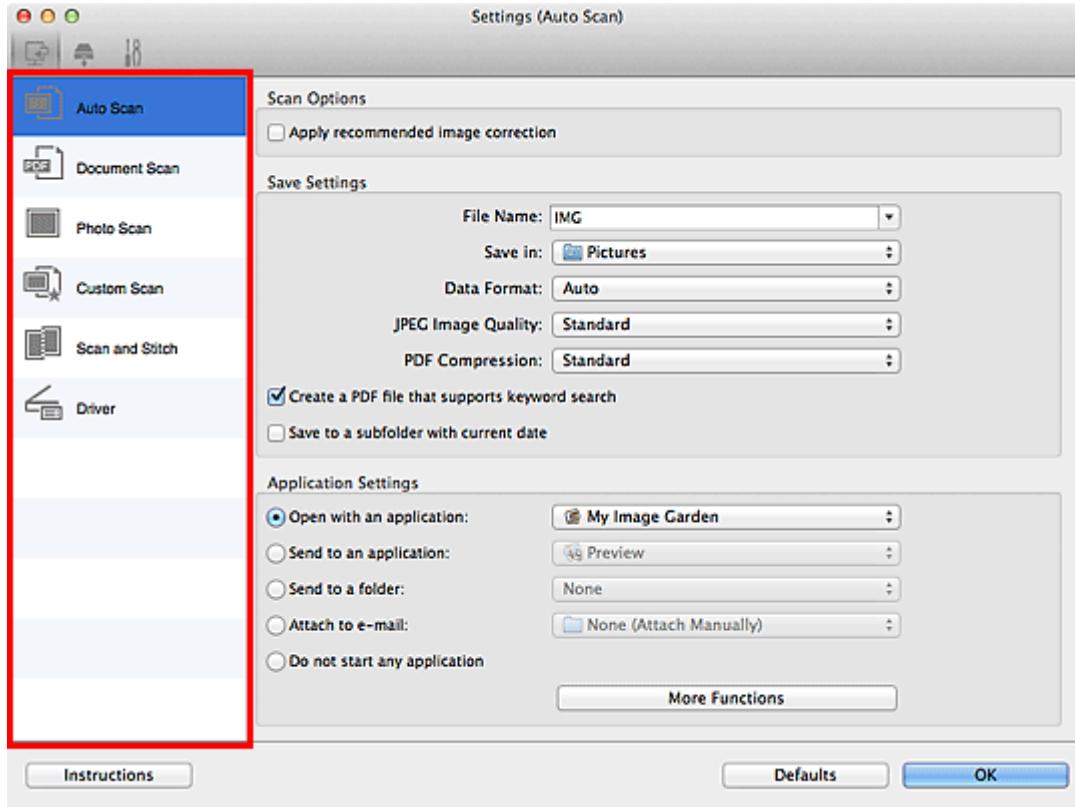 Settings (Auto Scan)
Auto Scan
Document Scan
Photo Scan
Custom Scan
Scan and Stitch
Driver
Scan Options
Apply recommended image correction
Save Settings
File Name: IMG
Save in: Pictures
Data Format: Auto
JPEG Image Quality: Standard
PDF Compression: Standard
Create a PDF file that supports keyword search
Save to a subfolder with current date
Application Settings
Open with an application: My Image Garden
Send to an application: Preview
Send to a folder: None
Attach to e-mail: None (Attach Manually)
Do not start any application
More Functions
Instructions
Defaults
OK